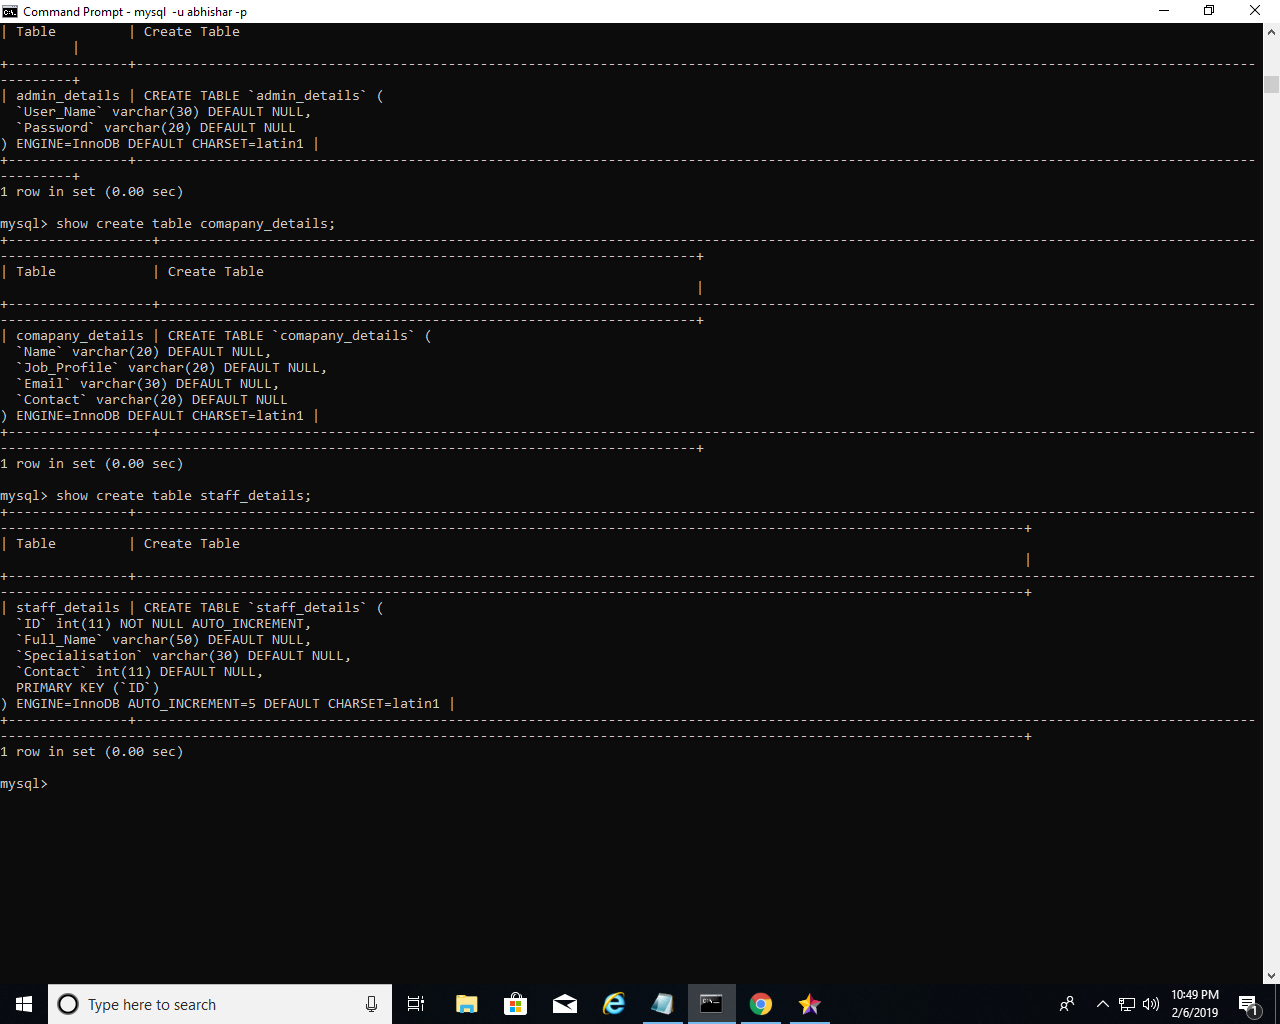 Command Prompt - mysql  -u abhishar -p
| Table         | Create Table
         |
+---------------+--------------------------------------------------------------------------------------------------------------------------------------------
---------+
| admin_details | CREATE TABLE `admin_details` (
  `User_Name` varchar(30) DEFAULT NULL,
  `Password` varchar(20) DEFAULT NULL
) ENGINE=InnoDB DEFAULT CHARSET=latin1 |
+---------------+--------------------------------------------------------------------------------------------------------------------------------------------
---------+
1 row in set (0.00 sec)
mysql> show create table comapany_details;
+------------------+-----------------------------------------------------------------------------------------------------------------------------------------
---------------------------------------------------------------------------------------+
| Table            | Create Table
                                                                                       |
+------------------+-----------------------------------------------------------------------------------------------------------------------------------------
---------------------------------------------------------------------------------------+
| comapany_details | CREATE TABLE `comapany_details` (
  `Name` varchar(20) DEFAULT NULL,
  `Job_Profile` varchar(20) DEFAULT NULL,
  `Email` varchar(30) DEFAULT NULL,
  `Contact` varchar(20) DEFAULT NULL
) ENGINE=InnoDB DEFAULT CHARSET=latin1 |
+------------------+-----------------------------------------------------------------------------------------------------------------------------------------
---------------------------------------------------------------------------------------+
1 row in set (0.00 sec)
mysql> show create table staff_details;
+---------------+--------------------------------------------------------------------------------------------------------------------------------------------
--------------------------------------------------------------------------------------------------------------------------------+
| Table         | Create Table
                                                                                                                                |
+---------------+--------------------------------------------------------------------------------------------------------------------------------------------
--------------------------------------------------------------------------------------------------------------------------------+
| staff_details | CREATE TABLE `staff_details` (
  `ID` int(11) NOT NULL AUTO_INCREMENT,
  `Full_Name` varchar(50) DEFAULT NULL,
  `Specialisation` varchar(30) DEFAULT NULL,
  `Contact` int(11) DEFAULT NULL,
  PRIMARY KEY (`ID`)
) ENGINE=InnoDB AUTO_INCREMENT=5 DEFAULT CHARSET=latin1 |
+---------------+--------------------------------------------------------------------------------------------------------------------------------------------
--------------------------------------------------------------------------------------------------------------------------------+
1 row in set (0.00 sec)
mysql>
Type here to search
10:49 PM
2/6/2019
1